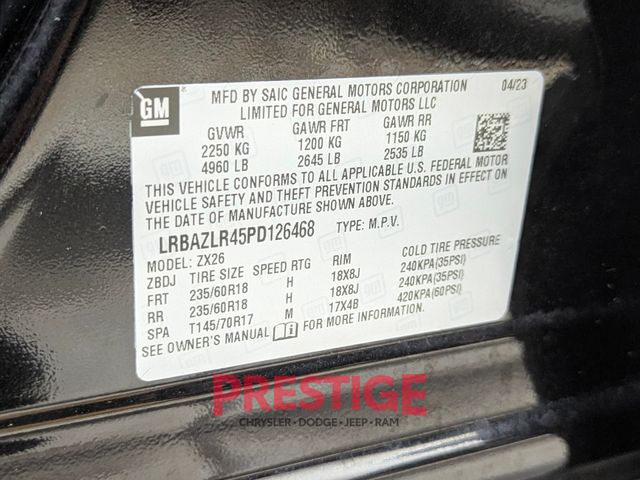 GM
MFD BY SAIC GENERAL MOTORS CORPORATION 04/23
LIMITED FOR GENERAL MOTORS LLC
GVWR GAWR FRT GAWR RR
2250 KG 1200 KG 1150 KG
4960 LB 2645 LB 2535 LB
THIS VEHICLE CONFORMS TO ALL APPLICABLE U.S. FEDERAL MOTOR
VEHICLE SAFETY AND THEFT PREVENTION STANDARDS IN EFFECT ON
THE DATE OF MANUFACTURE SHOWN ABOVE.
LRBAZLR45PD126468 TYPE: M.P.V.
MODEL: ZX26
ZBDJ TIRE SIZE SPEED RTG RIM COLD TIRE PRESSURE
FRT 235/60R18 H 18X8J 240KPA(35PSI)
RR 235/60R18 H 18X8J 240KPA(35PSI)
SPA T145/70R17 M 17X4B 420KPA(60PSI)
SEE OWNER'S MANUAL FOR MORE INFORMATION.
PRESTIGE
CHRYSLER • DODGE • JEEP • RAM